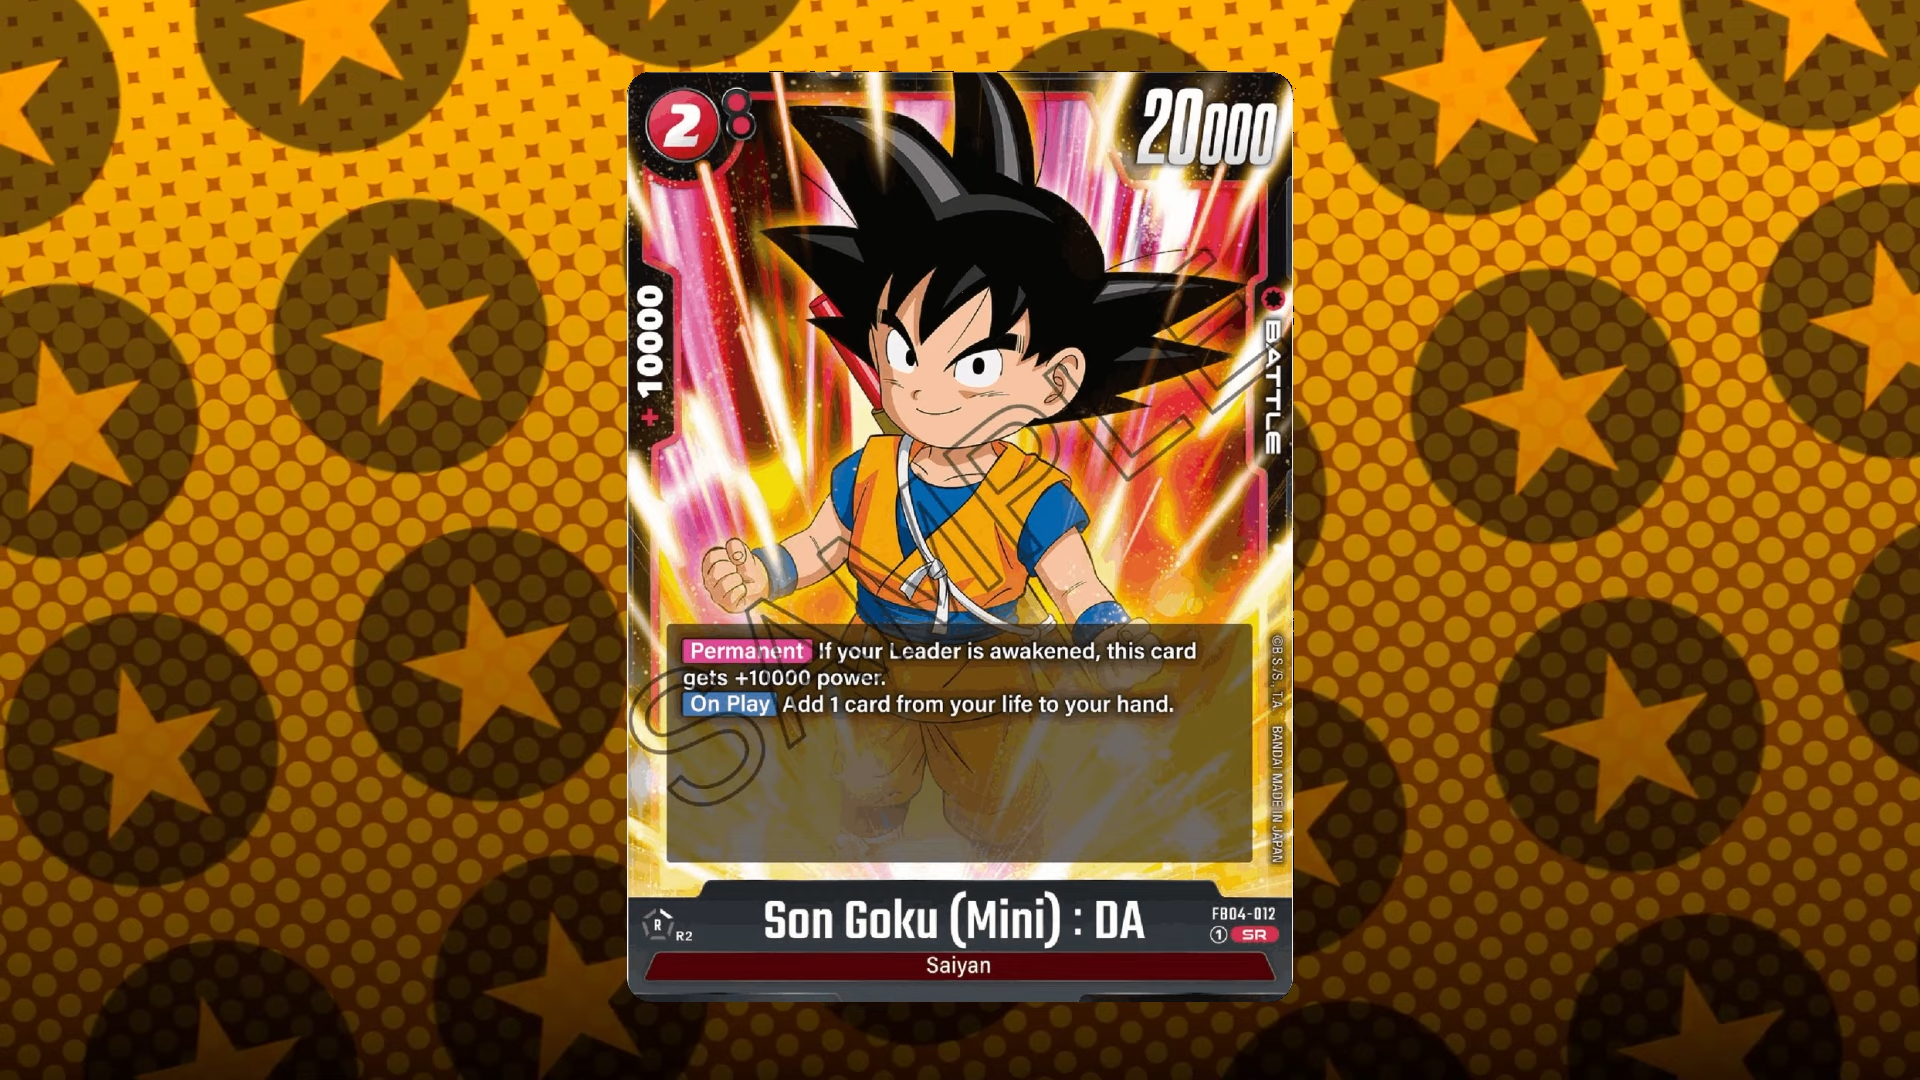 2
20000
+ 10000
BATTLE
SAMPLE
Permanent If your Leader is awakened, this card
gets +10000 power.
On Play Add 1 card from your life to your hand.
©B.S./S., T.A BANDAI MADE IN JAPAN
R
R2
Son Goku (Mini) : DA
FB04-012
1 SR
Saiyan